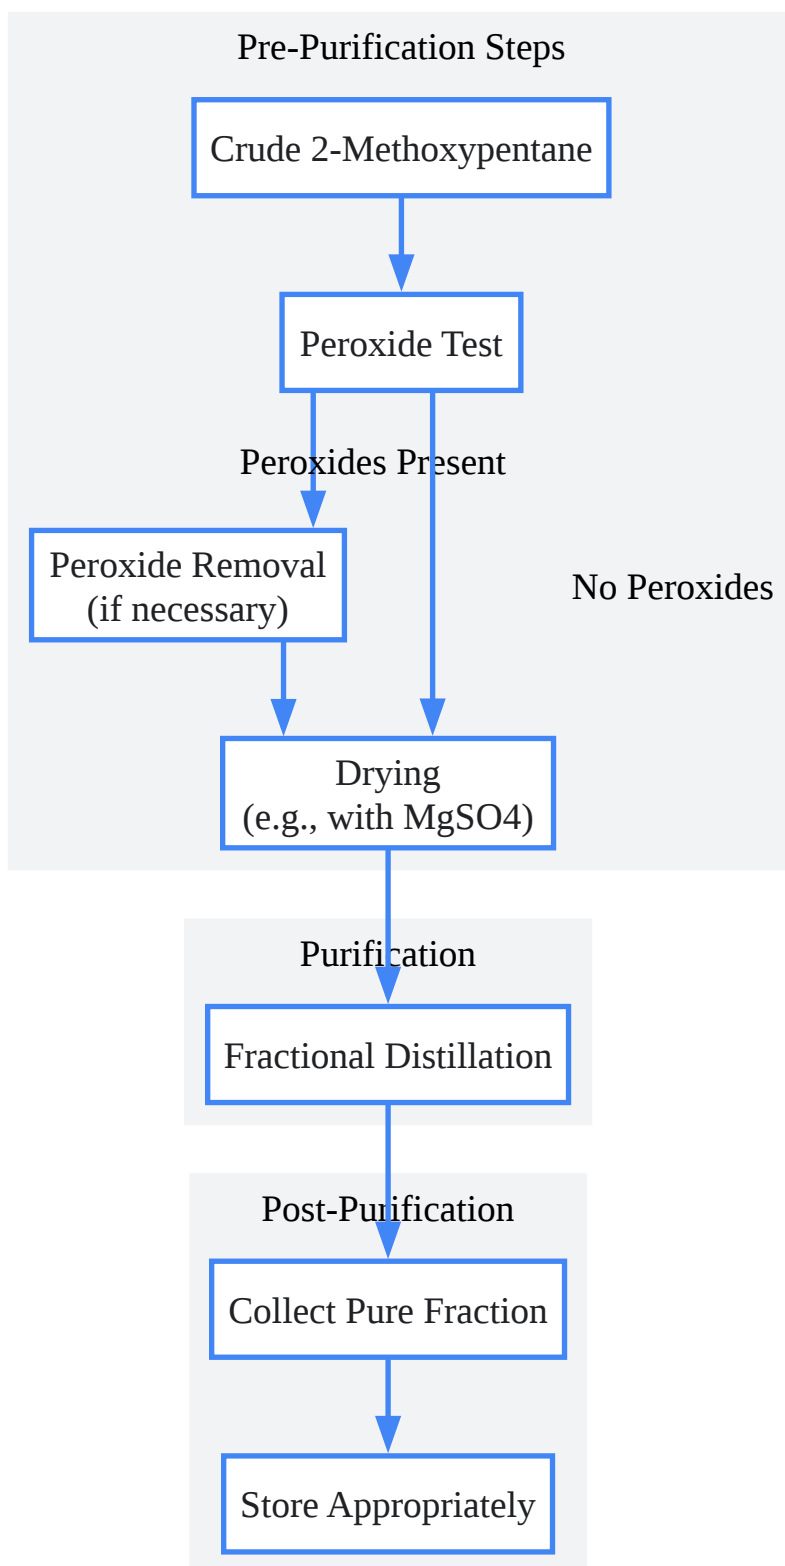 Pre-Purification Steps
Crude 2-Methoxypentane
Peroxide Test
Peroxides Present
Peroxide Removal
(if necessary)
No Peroxides
Drying
(e.g., with MgSO4)
Purification
Fractional Distillation
Post-Purification
Collect Pure Fraction
Store Appropriately